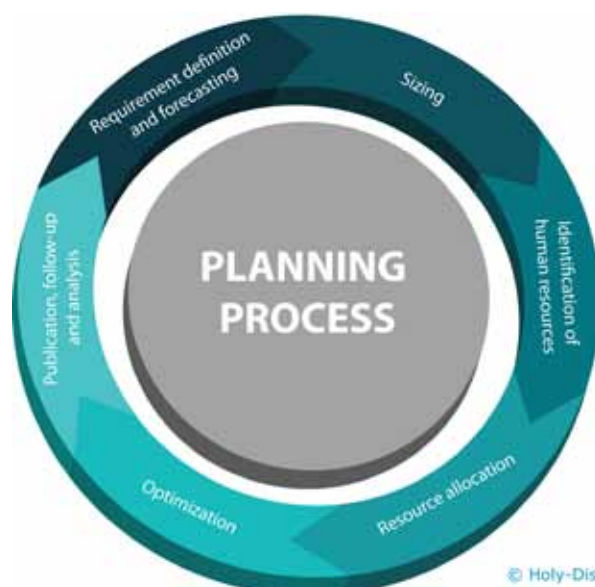 Requirement definition
and forecasting
Sizing
Identification of
human resources
Resource allocation
Optimization
Publication, follow-up
and analysis
PLANNING
PROCESS
© Holy-Dis